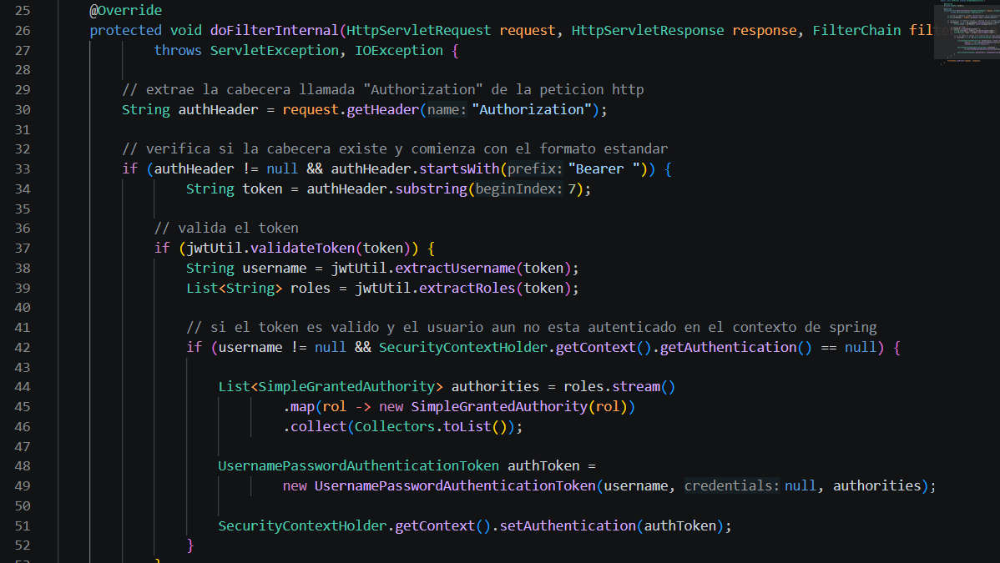 25 @Override
26 protected void doFilterInternal(HttpServletRequest request, HttpServletResponse response, FilterChain
27 throws ServletException, IOException {
28
29 // extrae la cabecera llamada "Authorization" de la peticion http
30 String authHeader = request.getHeader(name: "Authorization");
31
32 // verifica si la cabecera existe y comienza con el formato estandar
33 if (authHeader != null && authHeader.startsWith(prefix: "Bearer ")) {
34 String token = authHeader.substring(beginIndex: 7);
35
36 // valida el token
37 if (jwtUtil.validateToken(token)) {
38 String username = jwtUtil.extractUsername(token);
39 List<String> roles = jwtUtil.extractRoles(token);
40
41 // si el token es valido y el usuario aun no esta autenticado en el contexto de spring
42 if (username != null && SecurityContextHolder.getContext().getAuthentication() == null) {
43
44 List<SimpleGrantedAuthority> authorities = roles.stream()
45 .map(rol -> new SimpleGrantedAuthority(rol))
46 .collect(Collectors.toList());
47
48 UsernamePasswordAuthenticationToken authToken =
49 new UsernamePasswordAuthenticationToken(username, credentials: null, authorities);
50
51 SecurityContextHolder.getContext().setAuthentication(authToken);
52 }